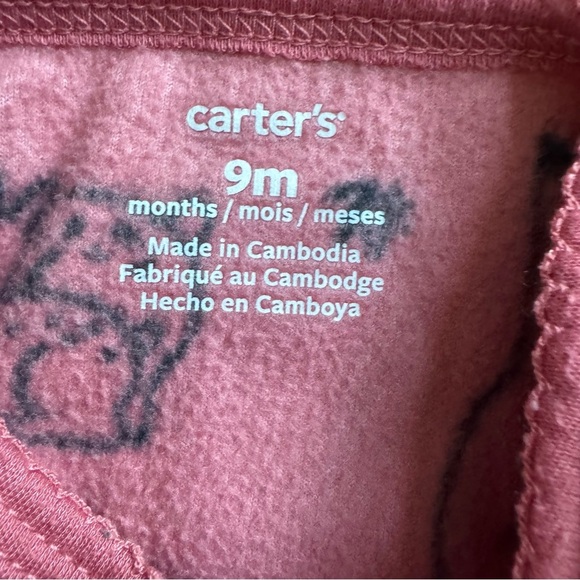 carter's
9m
months / mois / meses
Made in Cambodia
Fabriqué au Cambodge
Hecho en Camboya